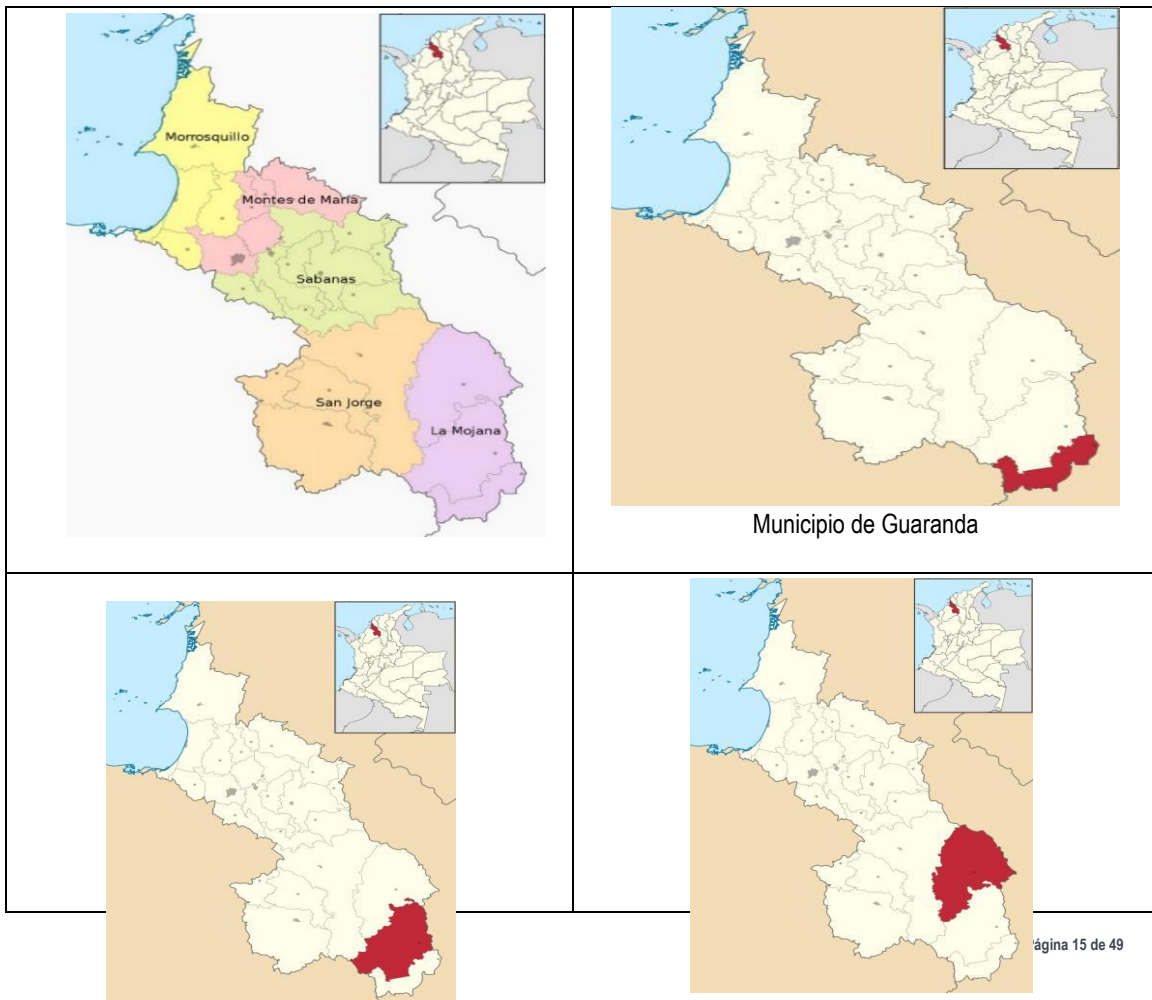 Morrosquillo
Montes de María
Sabanas
San Jorge
La Mojana
Municipio de Guaranda
ágina 15 de 49